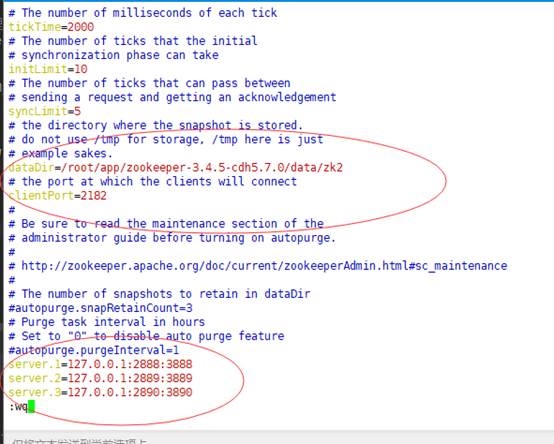 # The number of milliseconds of each tick
tickTime=2000
# The number of ticks that the initial
# synchronization phase can take
initLimit=10
# The number of ticks that can pass between
# sending a request and getting an acknowledgement
syncLimit=5
# the directory where the snapshot is stored.
# do not use /tmp for storage, /tmp here is just
# example sakes.
dataDir=/root/app/zookeeper-3.4.5-cdh5.7.0/data/zk2
# the port at which the clients will connect
clientPort=2182
#
# Be sure to read the maintenance section of the
# administrator guide before turning on autopurge.
#
# http://zookeeper.apache.org/doc/current/zookeeperAdmin.html#sc_maintenance
#
# The number of snapshots to retain in dataDir
#autopurge.snapRetainCount=3
# Purge task interval in hours
# Set to "0" to disable auto purge feature
#autopurge.purgeInterval=1
server.1=127.0.0.1:2888:3888
server.2=127.0.0.1:2889:3889
server.3=127.0.0.1:2890:3890
:wq